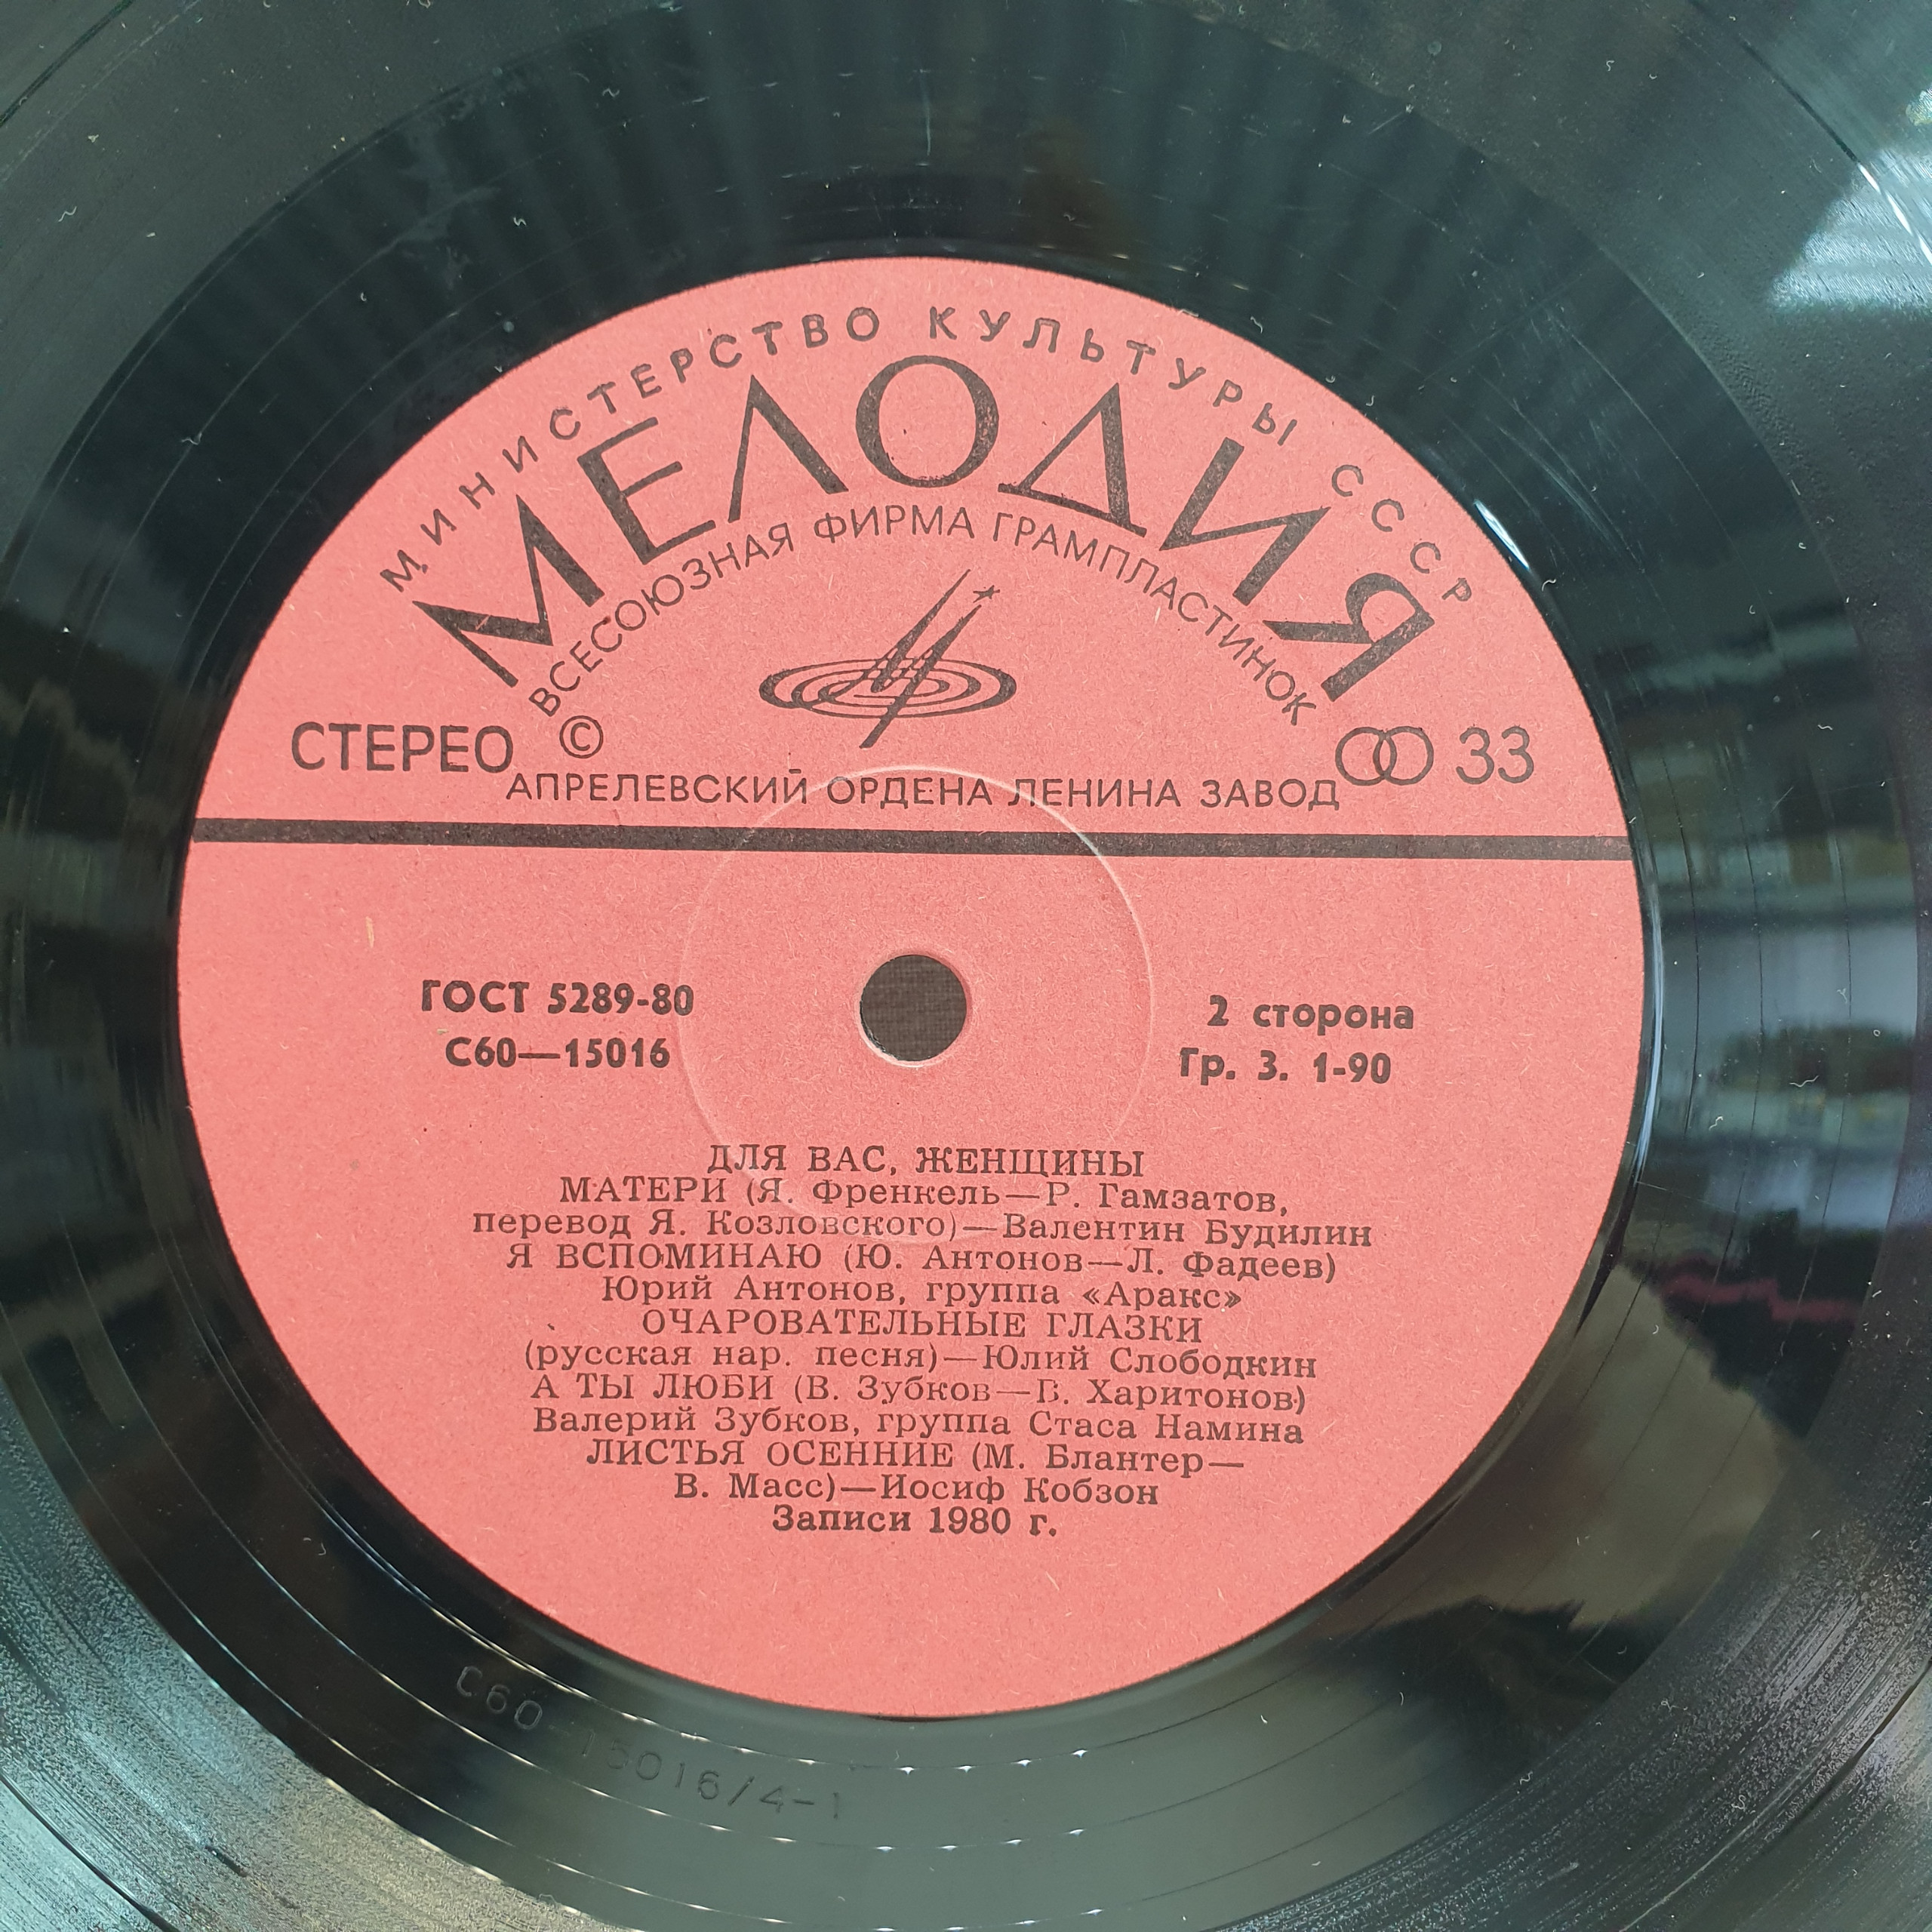 МИНИСТЕРСТВО КУЛЬТУРЫ СССР
МЕЛОДИЯ
ВСЕСОЮЗНАЯ ФИРМА ГРАМПЛАСТИНОК
СТЕРЕО © 33
АПРЕЛЕВСКИЙ ОРДЕНА ЛЕНИНА ЗАВОД
ГОСТ 5289-80
С60—15016
2 сторона
Гр. 3. 1-90
ДЛЯ ВАС, ЖЕНЩИНЫ
МАТЕРИ (Я. Френкель—Р. Гамзатов,
перевод Я. Козловского)—Валентин Будилин
Я ВСПОМИНАЮ (Ю. Антонов—Л. Фадеев)
Юрий Антонов, группа «Аракс»
ОЧАРОВАТЕЛЬНЫЕ ГЛАЗКИ
(русская нар. песня)—Юлий Слободкин
А ТЫ ЛЮБИ (В. Зубков—В. Харитонов)
Валерий Зубков, группа Стаса Намина
ЛИСТЬЯ ОСЕННИЕ (М. Блантер—
В. Масс)—Иосиф Кобзон
Записи 1980 г.
С60 15016/4-1